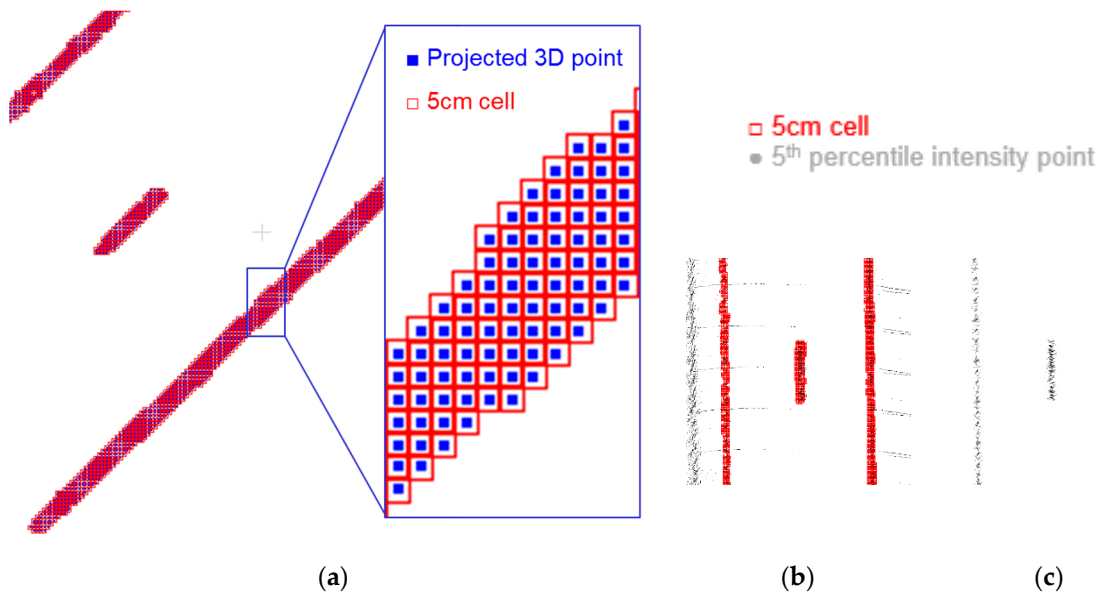 Projected 3D point
5cm cell
5cm cell
5th percentile intensity point
(a)
(b)
(c)